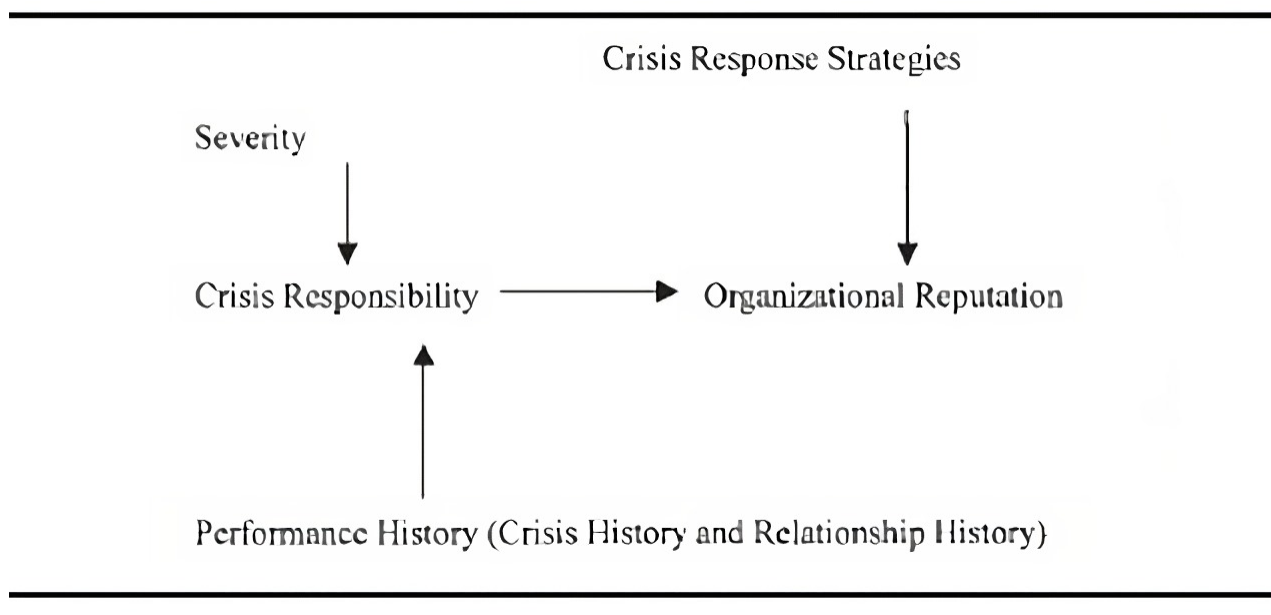 Crisis Response Strategies
Severity
Crisis Responsibility
Organizational Reputation
Performance History (Crisis History and Relationship History)